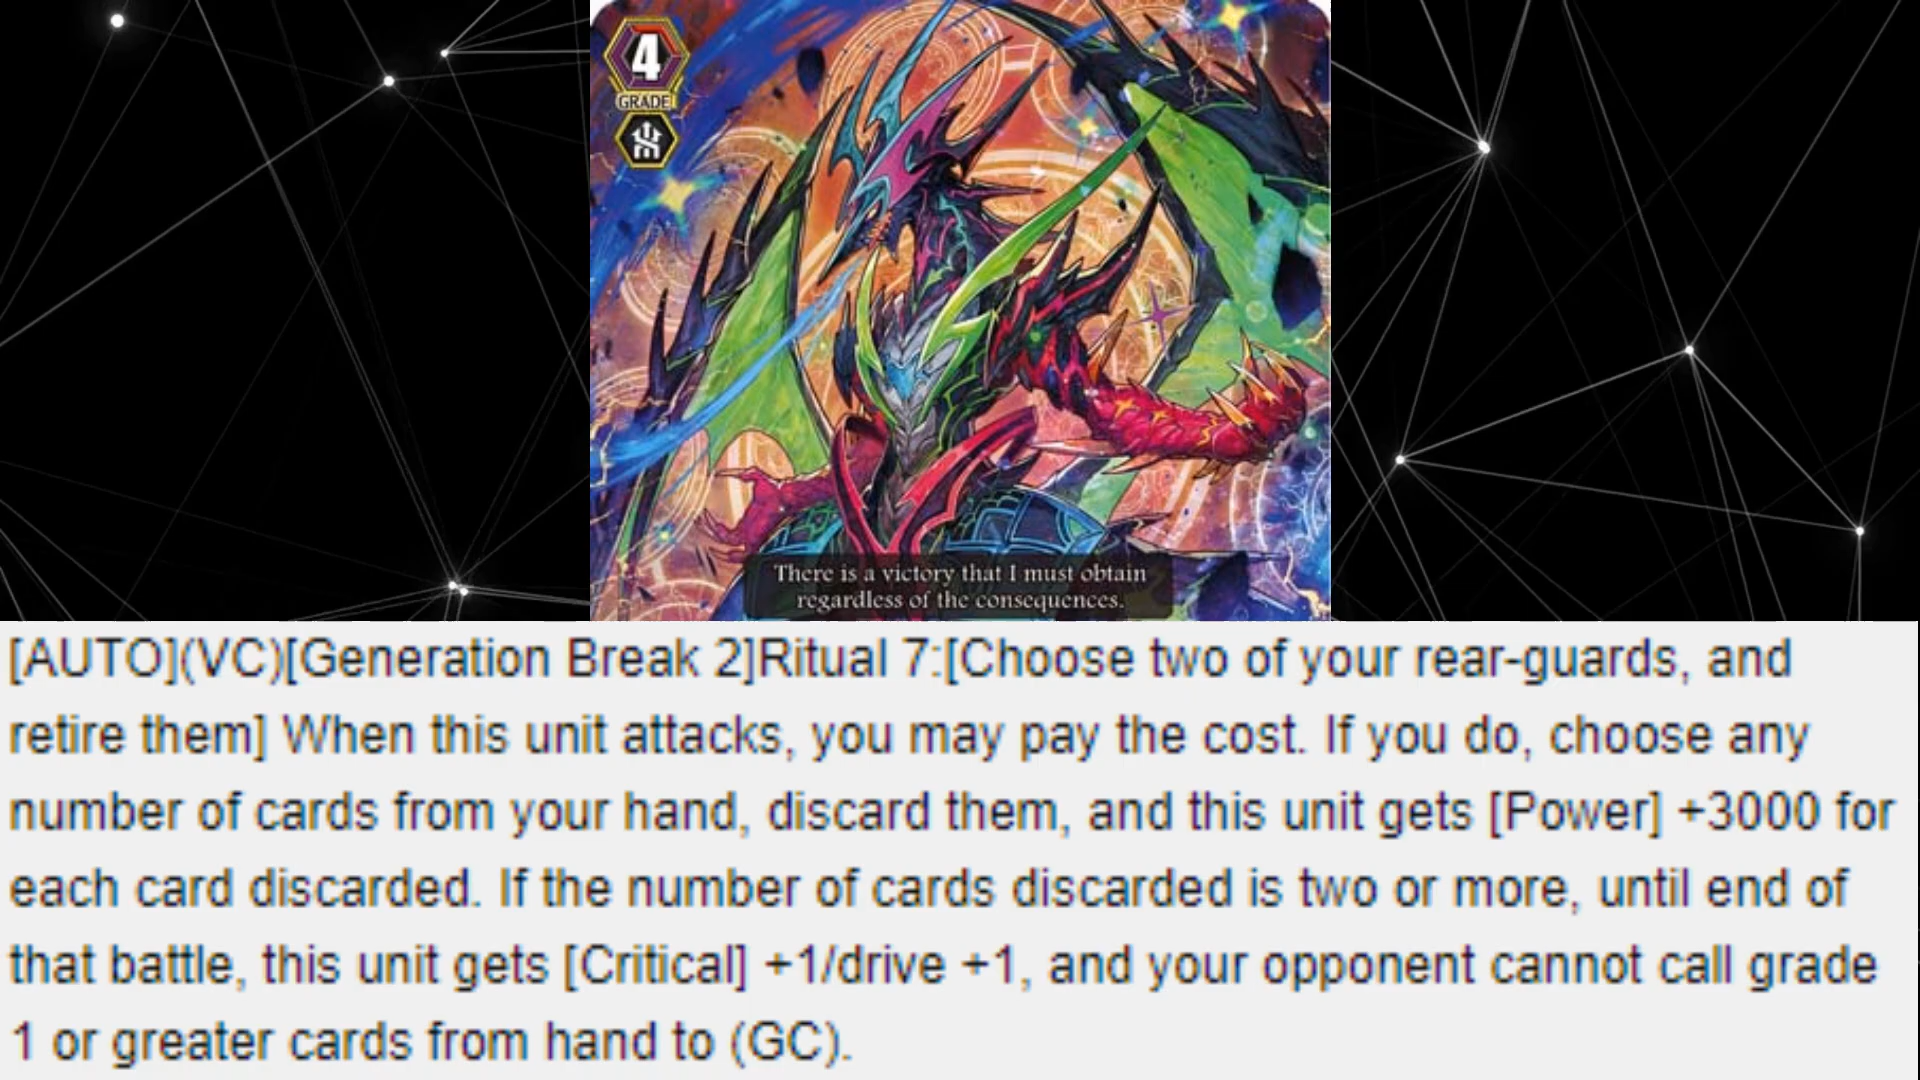 4
GRADE
There is a victory that I must obtain
regardless of the consequences.
[AUTO](VC)[Generation Break 2]Ritual 7:[Choose two of your rear-guards, and
retire them] When this unit attacks, you may pay the cost. If you do, choose any
number of cards from your hand, discard them, and this unit gets [Power] +3000 for
each card discarded. If the number of cards discarded is two or more, until end of
that battle, this unit gets [Critical] +1/drive +1, and your opponent cannot call grade
1 or greater cards from hand to (GC).